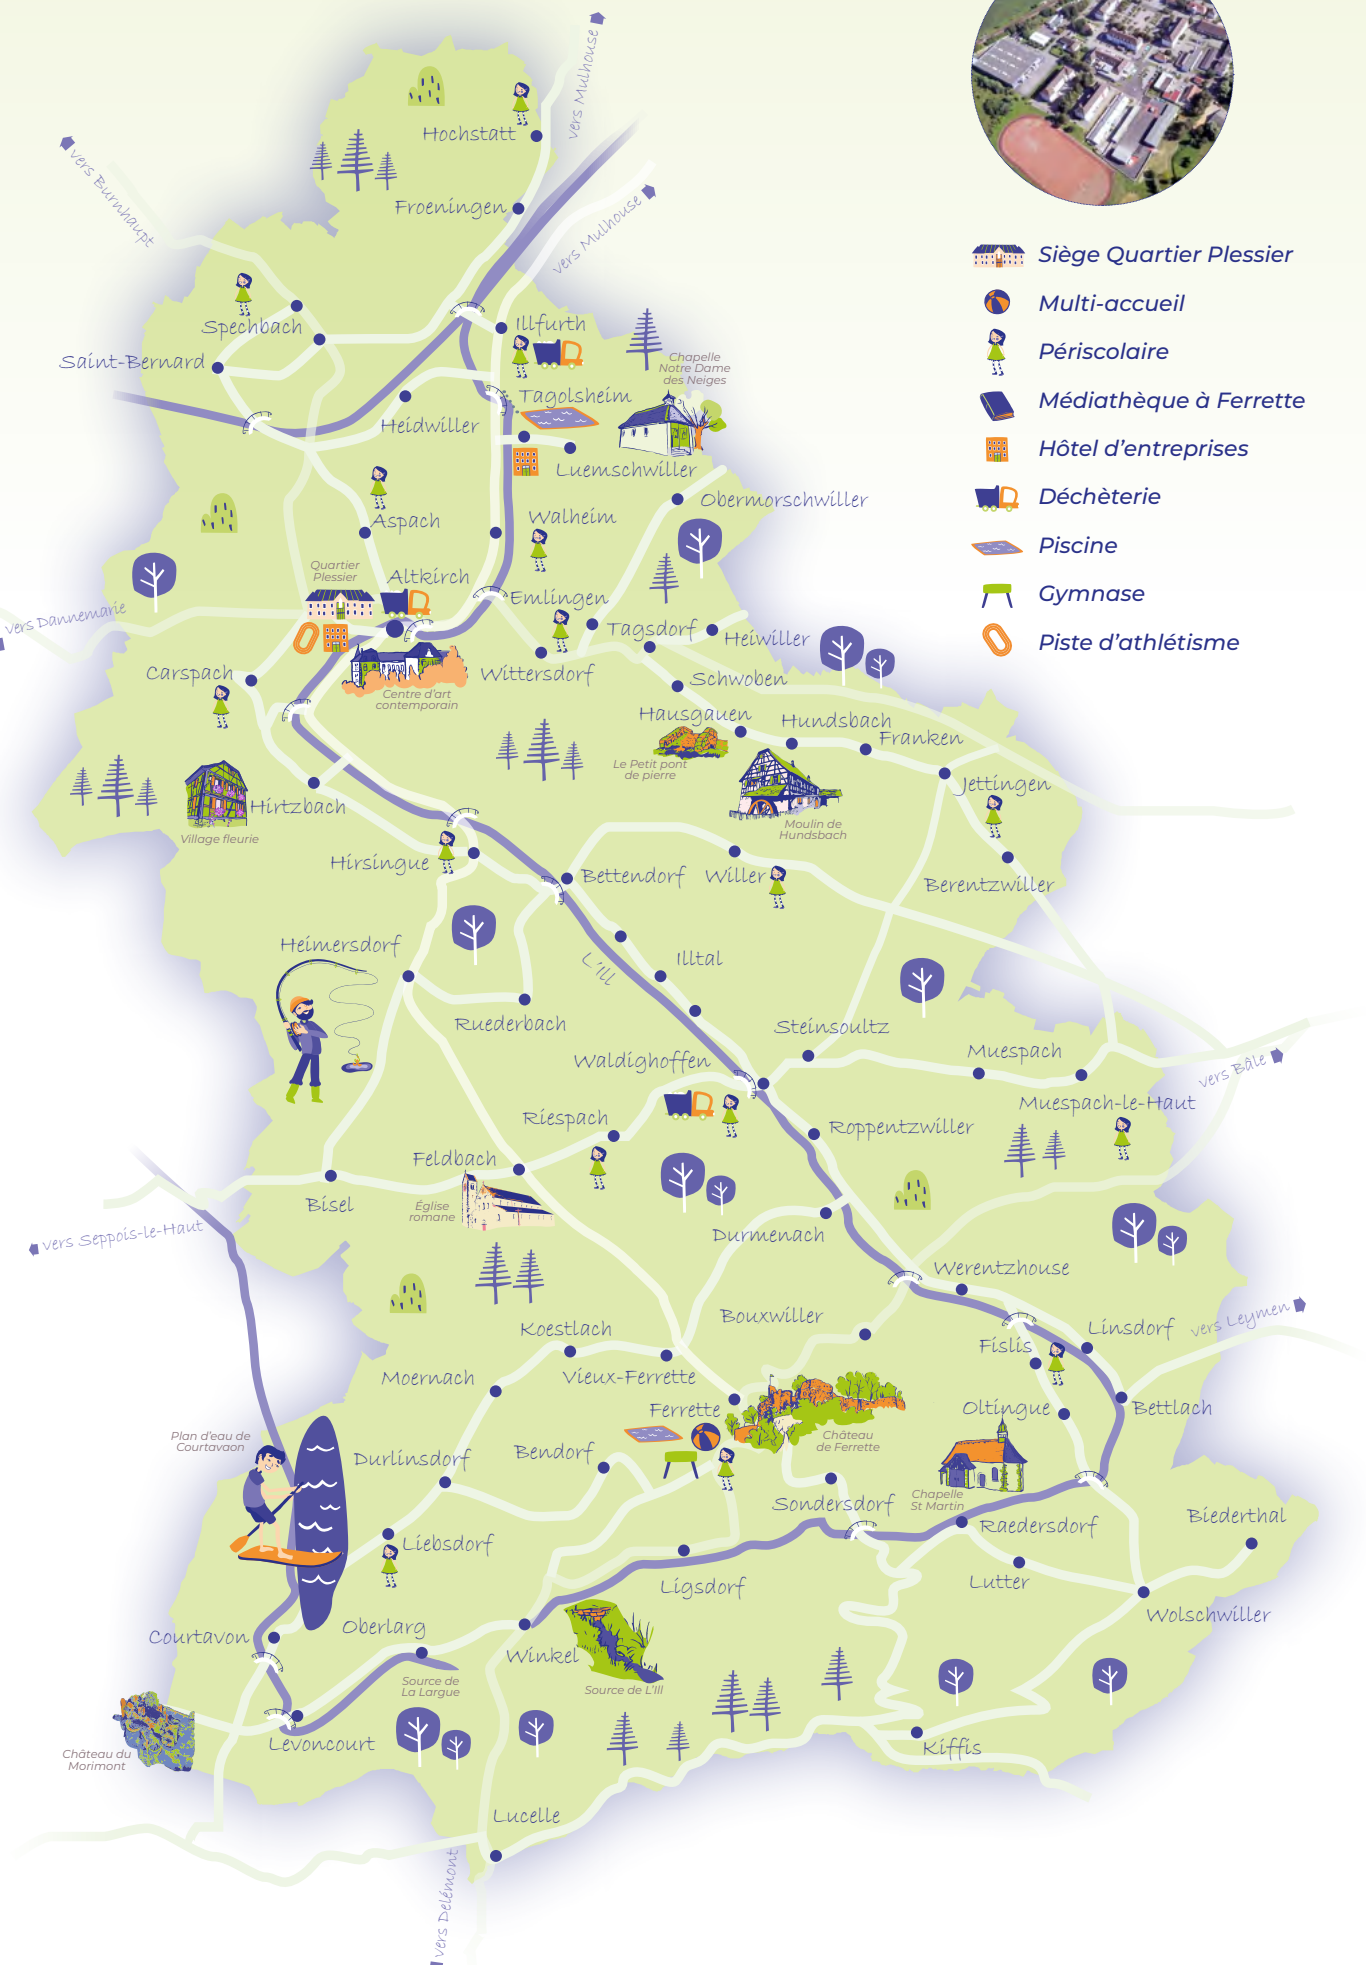 vers Mulhouse
Hochstatt
vers Burnhaupt
Froeningen
vers Mulhouse
Siège Quartier Plessier
Multi-accueil
Périscolaire
Médiathèque à Ferrette
Hôtel d'entreprises
Déchèterie
Piscine
Gymnase
Piste d'athlétisme
Spechbach
Illfurth
Saint-Bernard
Chapelle
Notre Dame
des Neiges
Tagolsheim
Heidwiller
Luemschwiller
Obermorschwiller
Aspach
Walheim
Quartier
Plessier
Altkirch
Emlingen
vers Dannemarie
Tagsdorf
Heiwiller
Carspach
Wittersdorf
Schwoben
Centre d'art
contemporain
Hausgauen
Hundsbach
Franken
Le Petit pont
de pierre
Jettingen
Hirtzbach
Village fleurie
Moulin de
Hundsbach
Hirsingue
Bettendorf
Willer
Berentzwiller
Heimersdorf
L'Ill
Illtal
Ruederbach
Steinsoultz
Waldighoffen
Muespach
vers Bâle
Muespach-le-Haut
Riespach
Roppentzwiller
Feldbach
Bisel
Église
romane
vers Seppois-le-Haut
Durmenach
Werentzhouse
Bouxwiller
vers Leymen
Koestlach
Linsdorf
Fislis
Moernach
Vieux-Ferrette
Ferrette
Oltingue
Bettlach
Plan d'eau de
Courtavaon
Château
de Ferrette
Durlinsdorf
Bendorf
Chapelle
St Martin
Sondersdorf
Raedersdorf
Biederthal
Liebsdorf
Ligsdorf
Lutter
Wolschwiller
Courtavon
Oberlarg
Winkel
Source de
La Largue
Source de L'Ill
Levoncourt
Kiffis
Château du
Morimont
Lucelle
vers Delémont